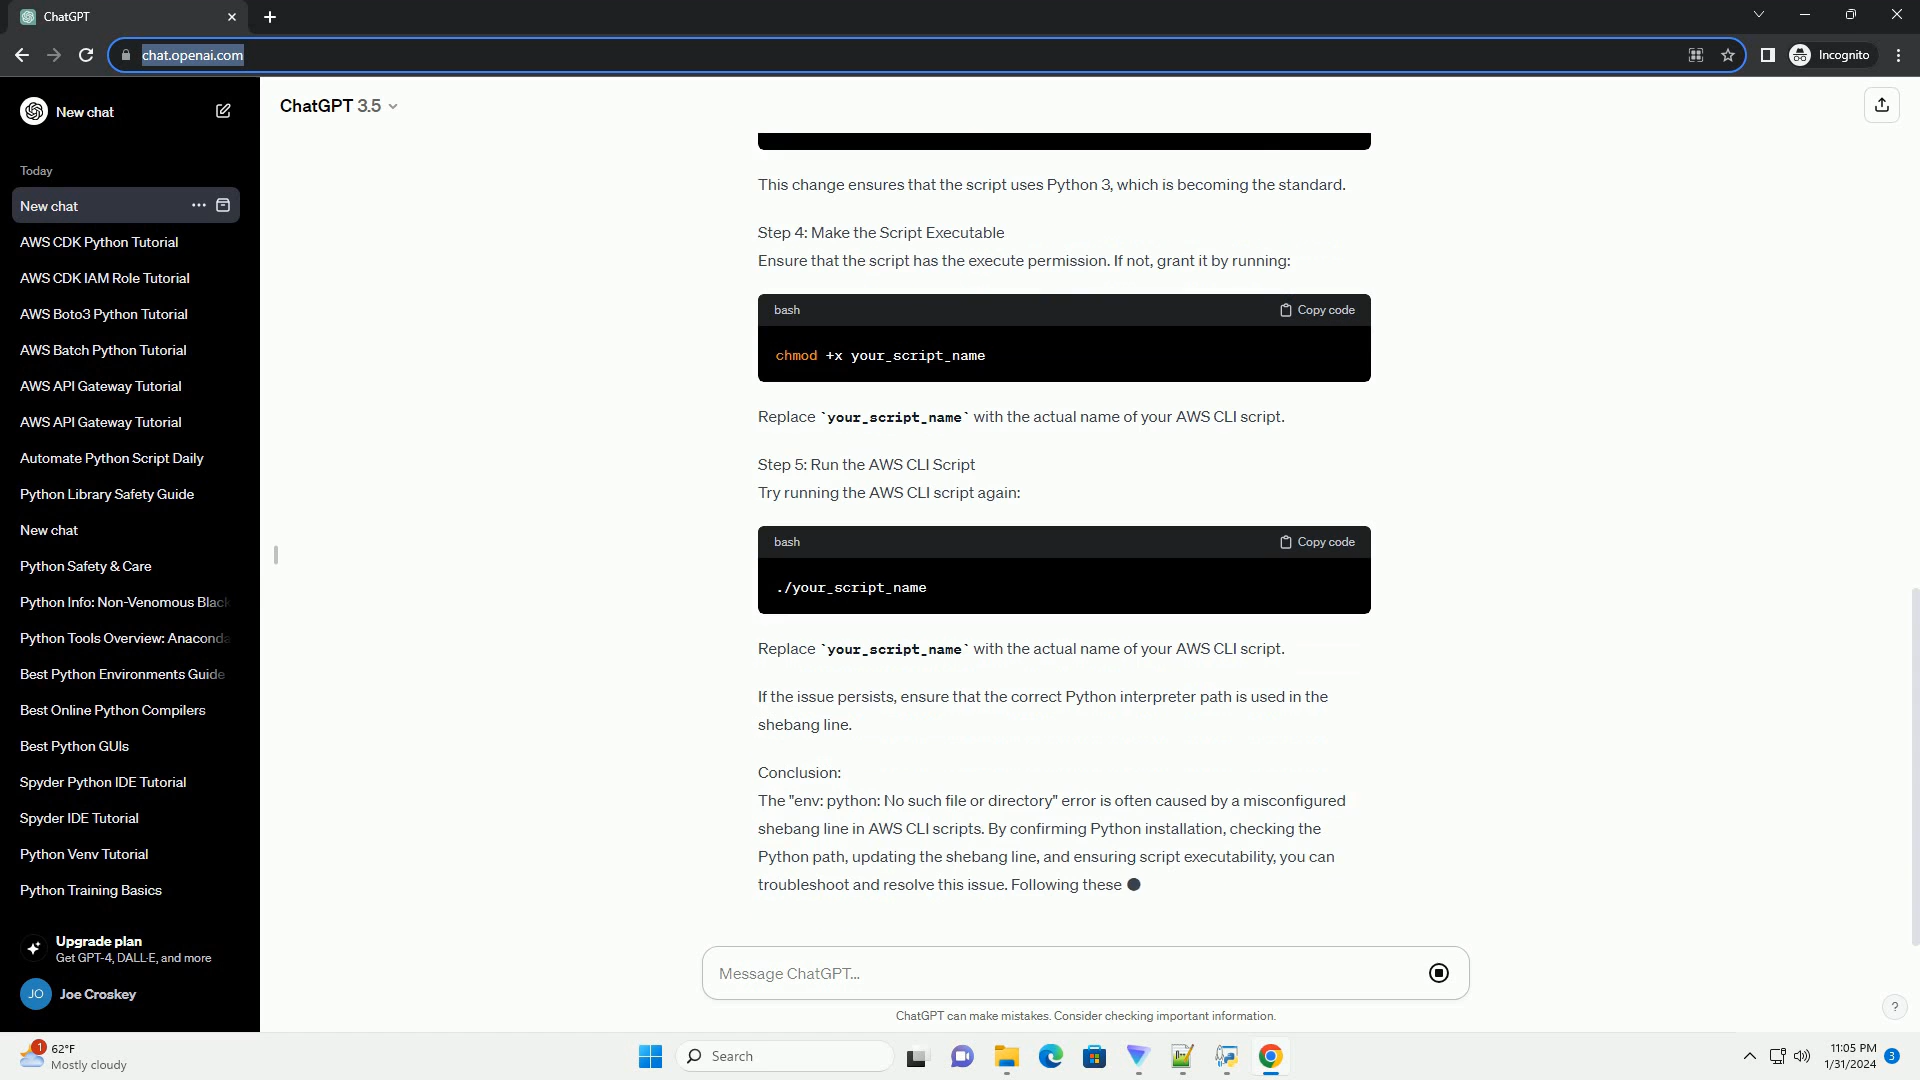 ChatGPT
chat.openai.com
Incognito
New chat
ChatGPT 3.5
Today
New chat
AWS CDK Python Tutorial
AWS CDK IAM Role Tutorial
AWS Boto3 Python Tutorial
AWS Batch Python Tutorial
AWS API Gateway Tutorial
AWS API Gateway Tutorial
Automate Python Script Daily
Python Library Safety Guide
New chat
Python Safety & Care
Python Info: Non-Venomous Black
Python Tools Overview: Anaconda
Best Python Environments Guide
Best Online Python Compilers
Best Python GUIs
Spyder Python IDE Tutorial
Spyder IDE Tutorial
Python Venv Tutorial
Python Training Basics
Upgrade plan
Get GPT-4, DALL·E, and more
JO Joe Croskey
This change ensures that the script uses Python 3, which is becoming the standard.
Step 4: Make the Script Executable
Ensure that the script has the execute permission. If not, grant it by running:
bash Copy code
chmod +x your_script_name
Replace `your_script_name` with the actual name of your AWS CLI script.
Step 5: Run the AWS CLI Script
Try running the AWS CLI script again:
bash Copy code
./your_script_name
Replace `your_script_name` with the actual name of your AWS CLI script.
If the issue persists, ensure that the correct Python interpreter path is used in the
shebang line.
Conclusion:
The "env: python: No such file or directory" error is often caused by a misconfigured
shebang line in AWS CLI scripts. By confirming Python installation, checking the
Python path, updating the shebang line, and ensuring script executability, you can
troubleshoot and resolve this issue. Following these
Message ChatGPT...
ChatGPT can make mistakes. Consider checking important information.
?
1
62°F
Mostly cloudy
Search
11:05 PM
1/31/2024
3